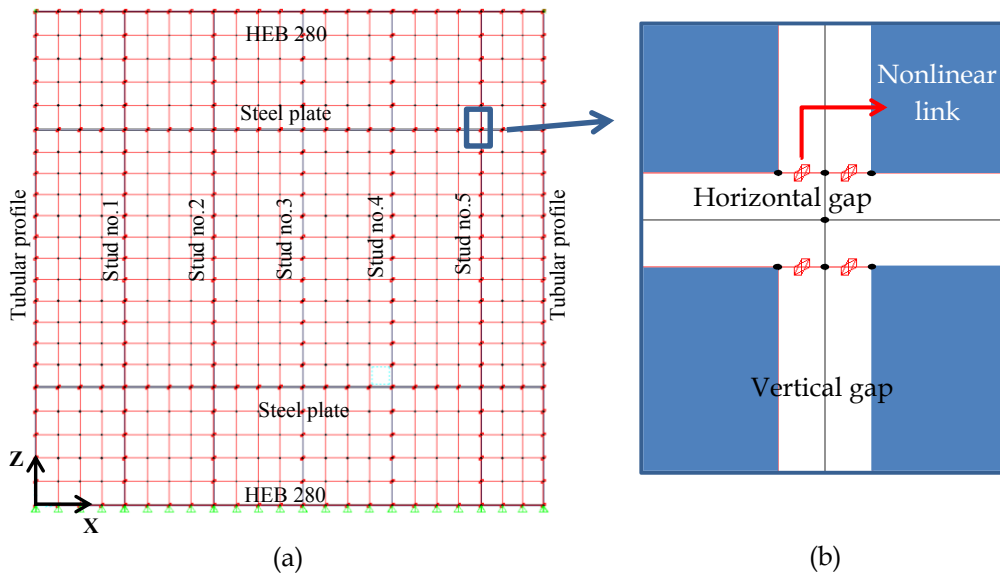 HEB 280
Steel plate
Tubular profile
Stud no.1
Stud no.2
Stud no.3
Stud no.4
Stud no.5
Tubular profile
Steel plate
Z
HEB 280
X
(a)
Nonlinear
link
Horizontal gap
Vertical gap
(b)